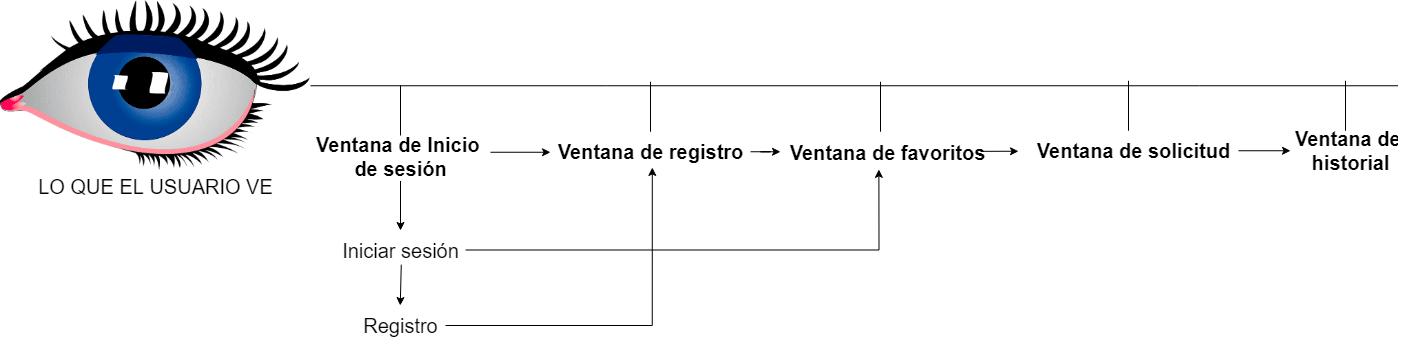 LO QUE EL USUARIO VE
Ventana de Inicio
de sesión
Ventana de registro
Ventana de favoritos
Ventana de solicitud
Ventana de
historial
Iniciar sesión
Registro